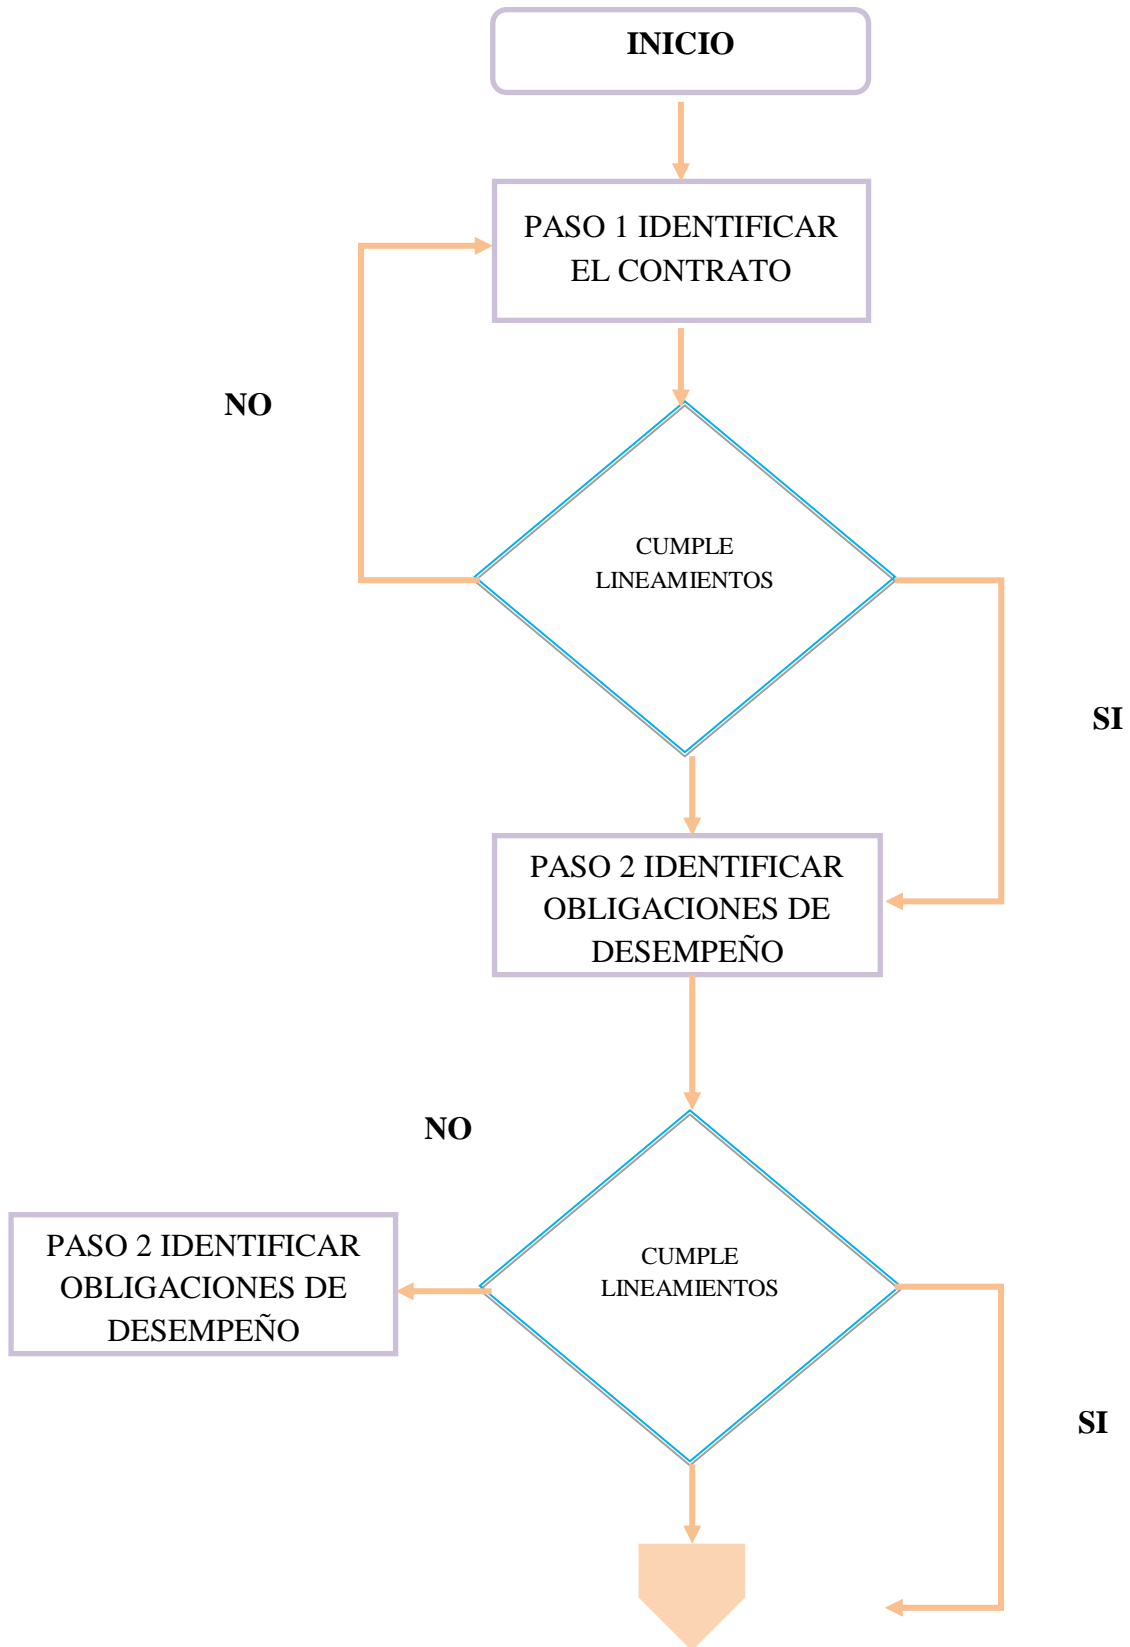 INICIO
PASO 1 IDENTIFICAR
EL CONTRATO
NO
CUMPLE
LINEAMIENTOS
SI
PASO 2 IDENTIFICAR
OBLIGACIONES DE
DESEMPEÑO
NO
PASO 2 IDENTIFICAR
OBLIGACIONES DE
DESEMPEÑO
CUMPLE
LINEAMIENTOS
SI